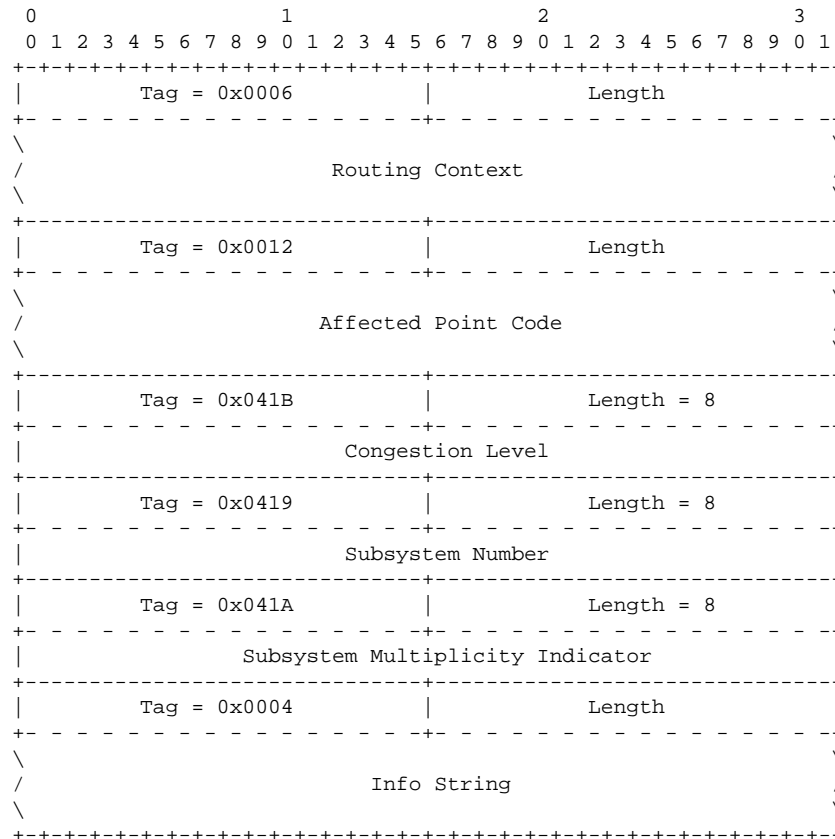 0                   1                   2                   3
0 1 2 3 4 5 6 7 8 9 0 1 2 3 4 5 6 7 8 9 0 1 2 3 4 5 6 7 8 9 0 1
+-+-+-+-+-+-+-+-+-+-+-+-+-+-+-+-+-+-+-+-+-+-+-+-+-+-+-+-+-+-+-+-
|         Tag = 0x0006          |            Length
+- - - - - - - - - - - - - - - -+- - - - - - - - - - - - - - - --
\                                                               \
/                        Routing Context                        /
\                                                               \
+-------------------------------+--------------------------------
|         Tag = 0x0012          |            Length
+- - - - - - - - - - - - - - - -+- - - - - - - - - - - - - - - --
\                                                               \
/                       Affected Point Code                     /
\                                                               \
+-------------------------------+--------------------------------
|         Tag = 0x041B          |            Length = 8
+- - - - - - - - - - - - - - - -+- - - - - - - - - - - - - - - --
|                         Congestion Level
+-------------------------------+--------------------------------
|         Tag = 0x0419          |            Length = 8
+- - - - - - - - - - - - - - - -+- - - - - - - - - - - - - - - --
|                         Subsystem Number
+-------------------------------+--------------------------------
|         Tag = 0x041A          |            Length = 8
+- - - - - - - - - - - - - - - -+- - - - - - - - - - - - - - - --
|                 Subsystem Multiplicity Indicator
+-------------------------------+--------------------------------
|         Tag = 0x0004          |            Length
+- - - - - - - - - - - - - - - -+- - - - - - - - - - - - - - - --
\                                                               \
/                           Info String                         /
\                                                               \
+-+-+-+-+-+-+-+-+-+-+-+-+-+-+-+-+-+-+-+-+-+-+-+-+-+-+-+-+-+-+-+-